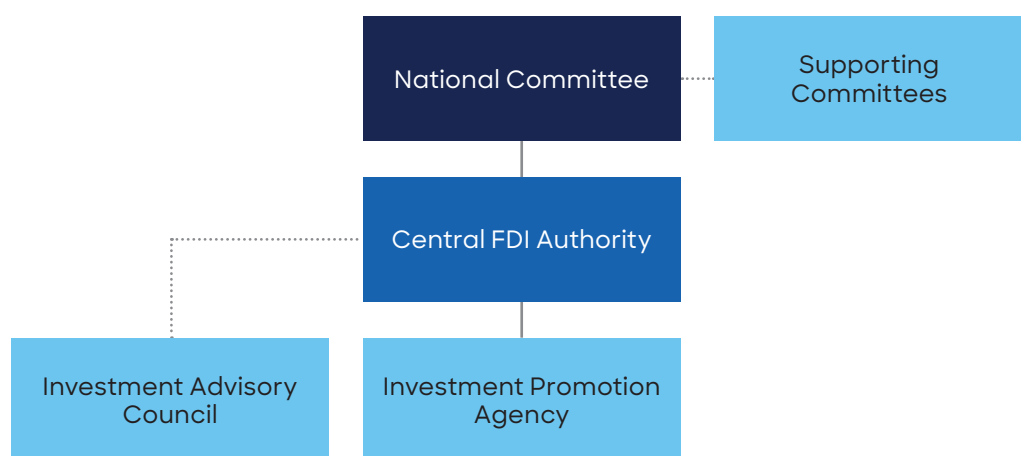 National Committee
Supporting
Committees
Central FDI Authority
Investment Advisory
Council
Investment Promotion
Agency